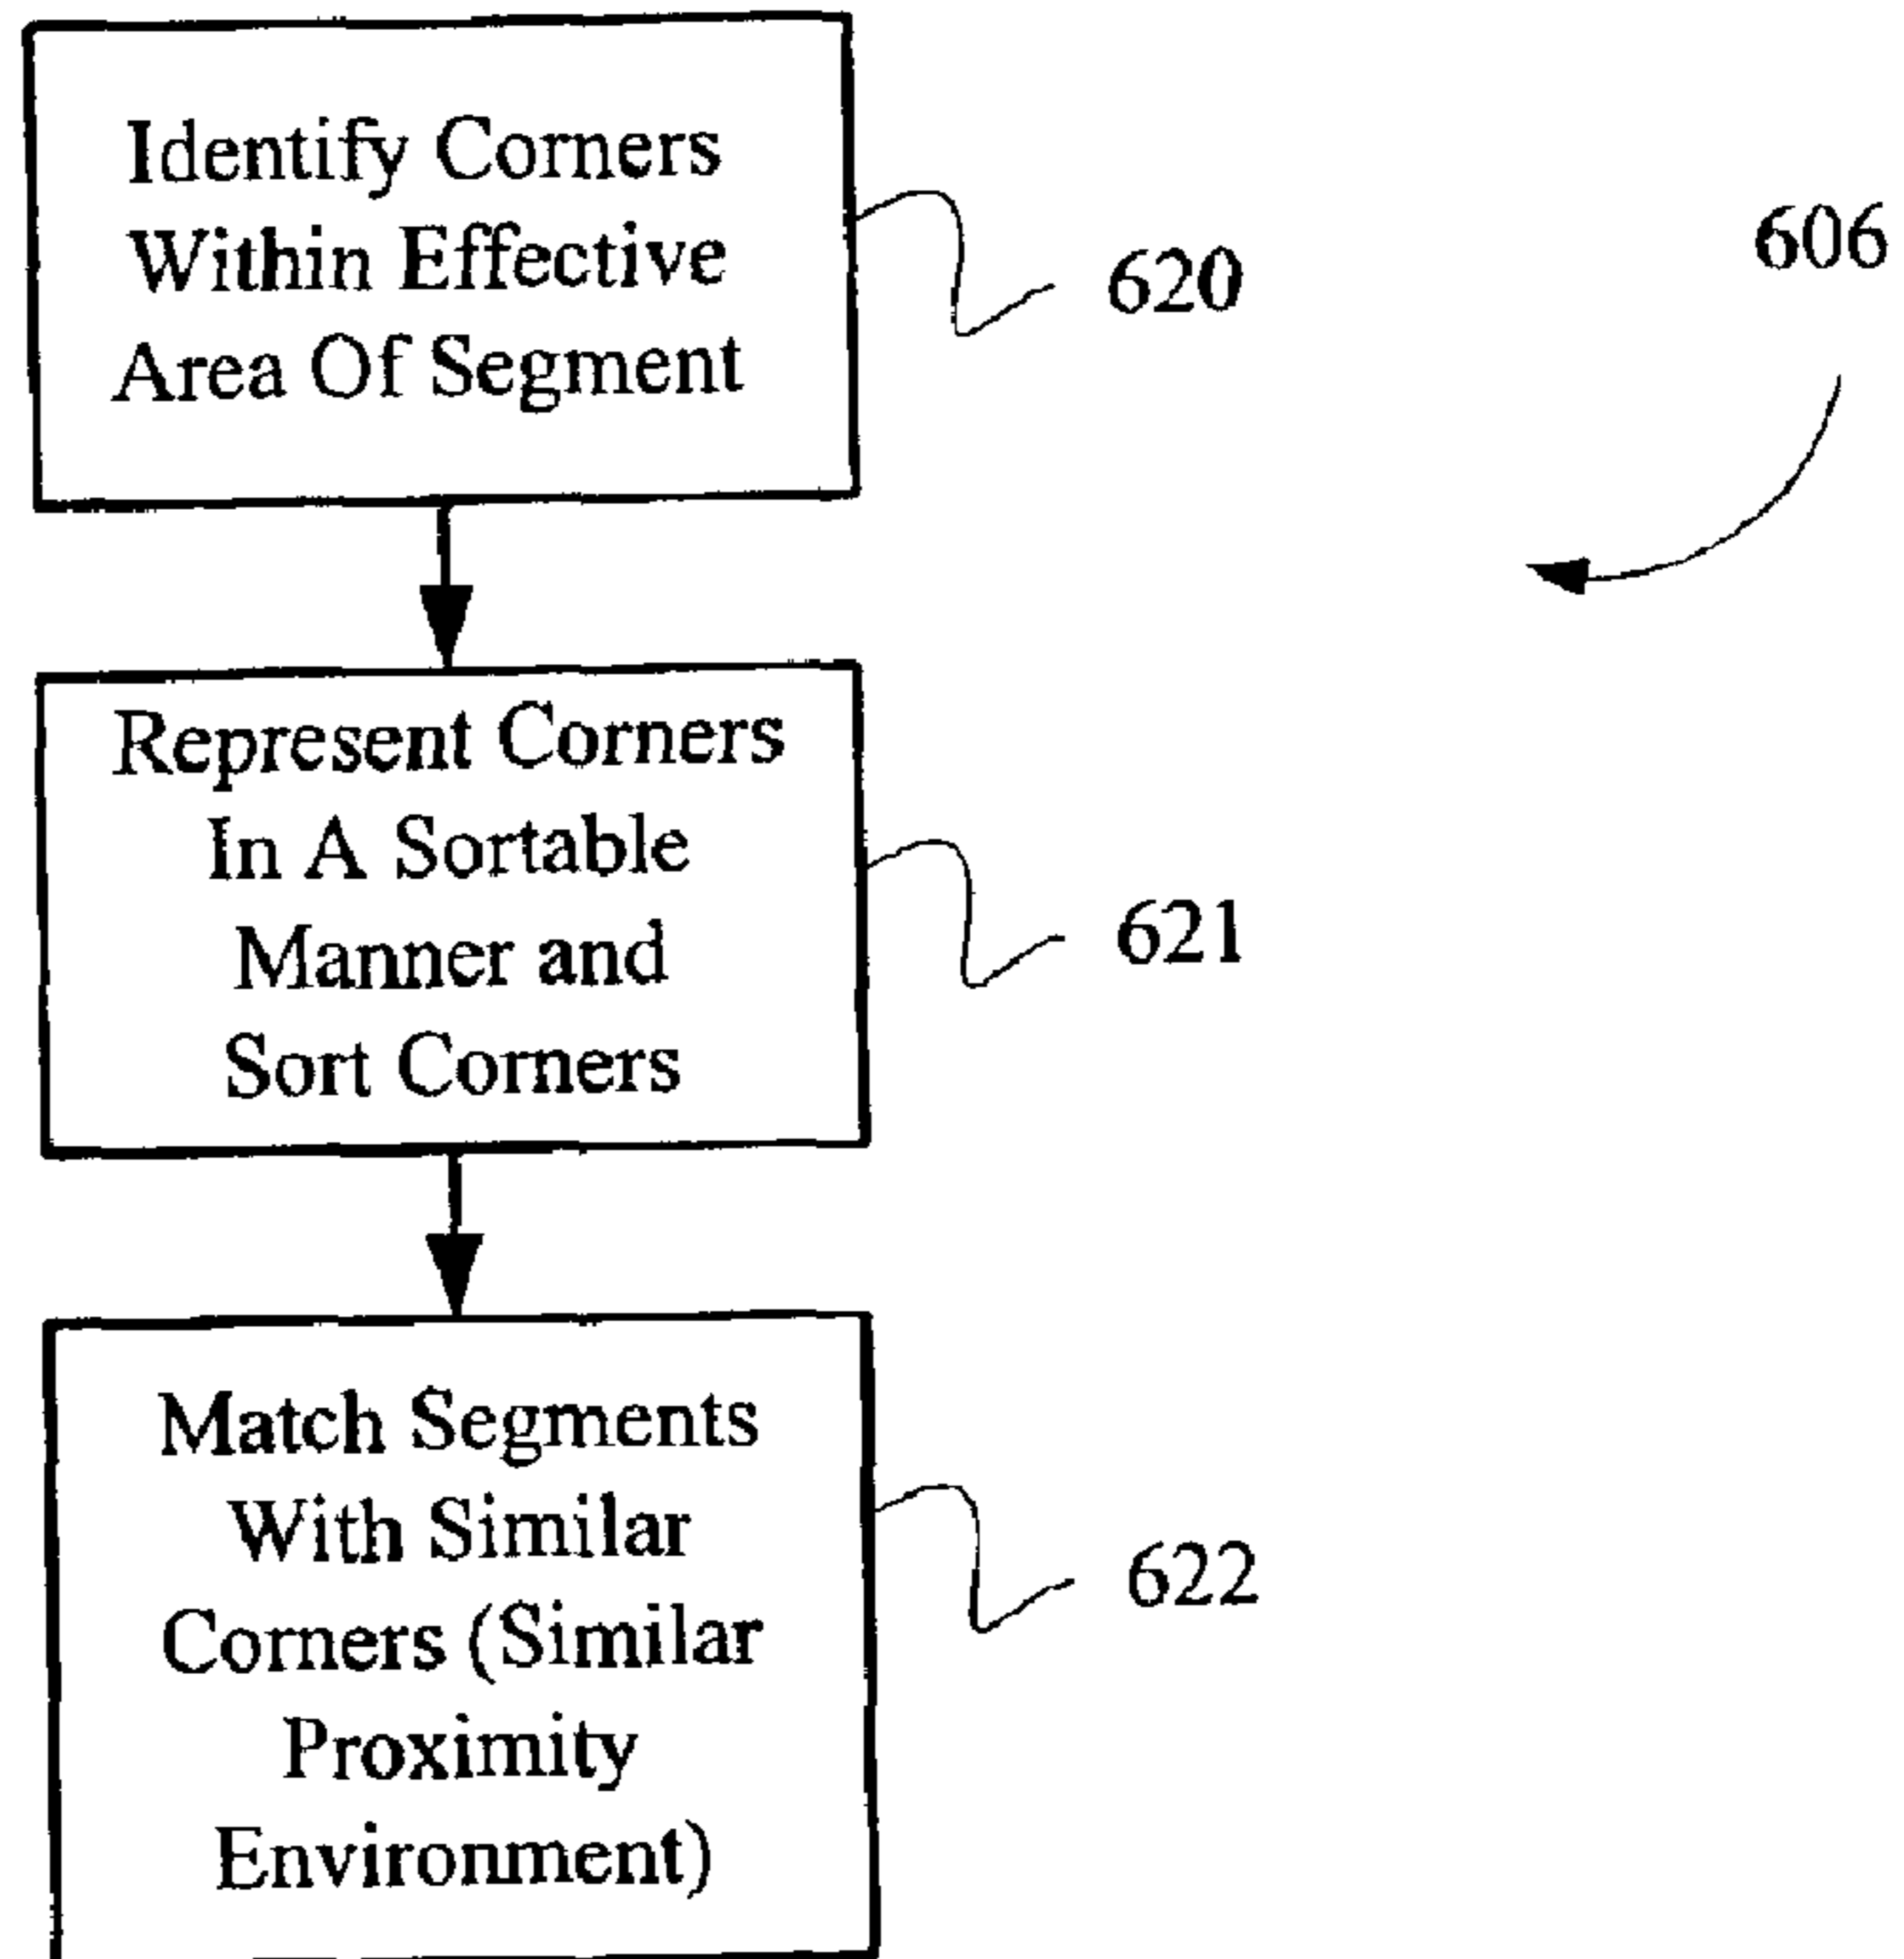 Identify Corners
Within Effective
Area Of Segment
620
606
Represent Corners
In A Sortable
Manner and
Sort Corners
621
Match Segments
With Similar
Corners (Similar
Proximity
Environment)
622